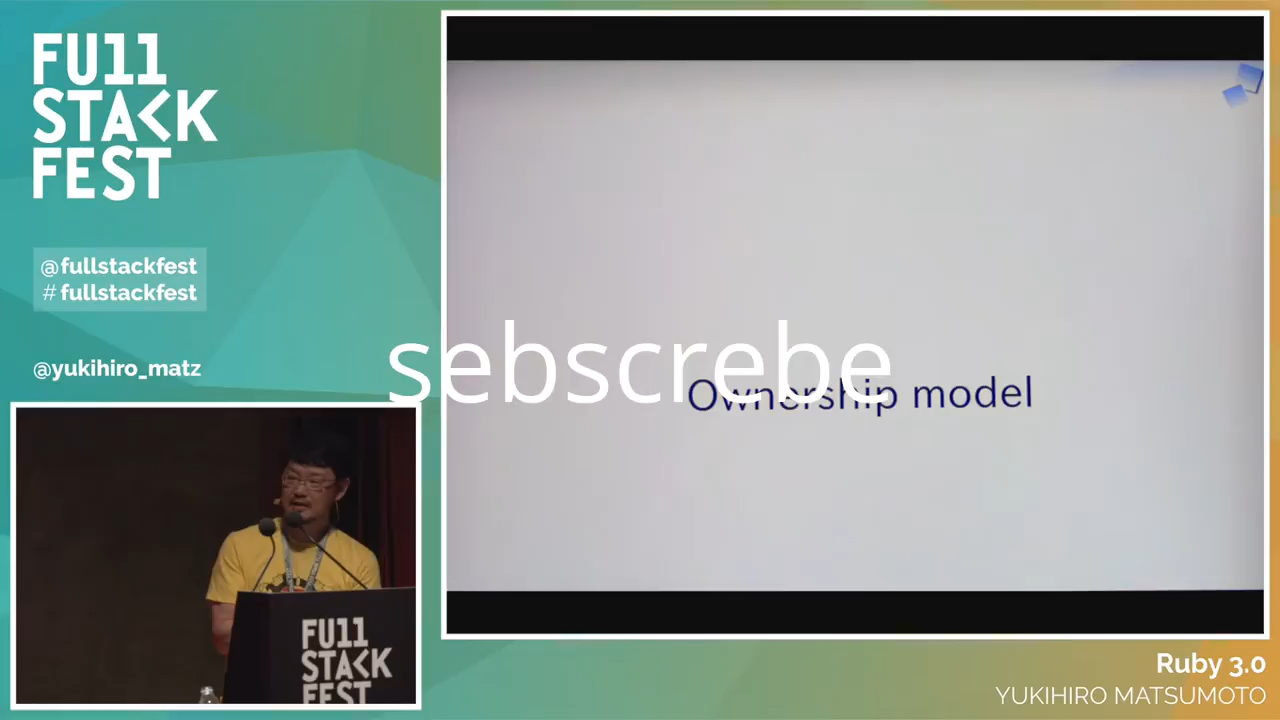 FU11
STACK
FEST
@fullstackfest
# fullstackfest
@yukihiro_matz
sebscrebe
Ownership model
FU11
STACK
FEST
Ruby 3.0
YUKIHIRO MATSUMOTO